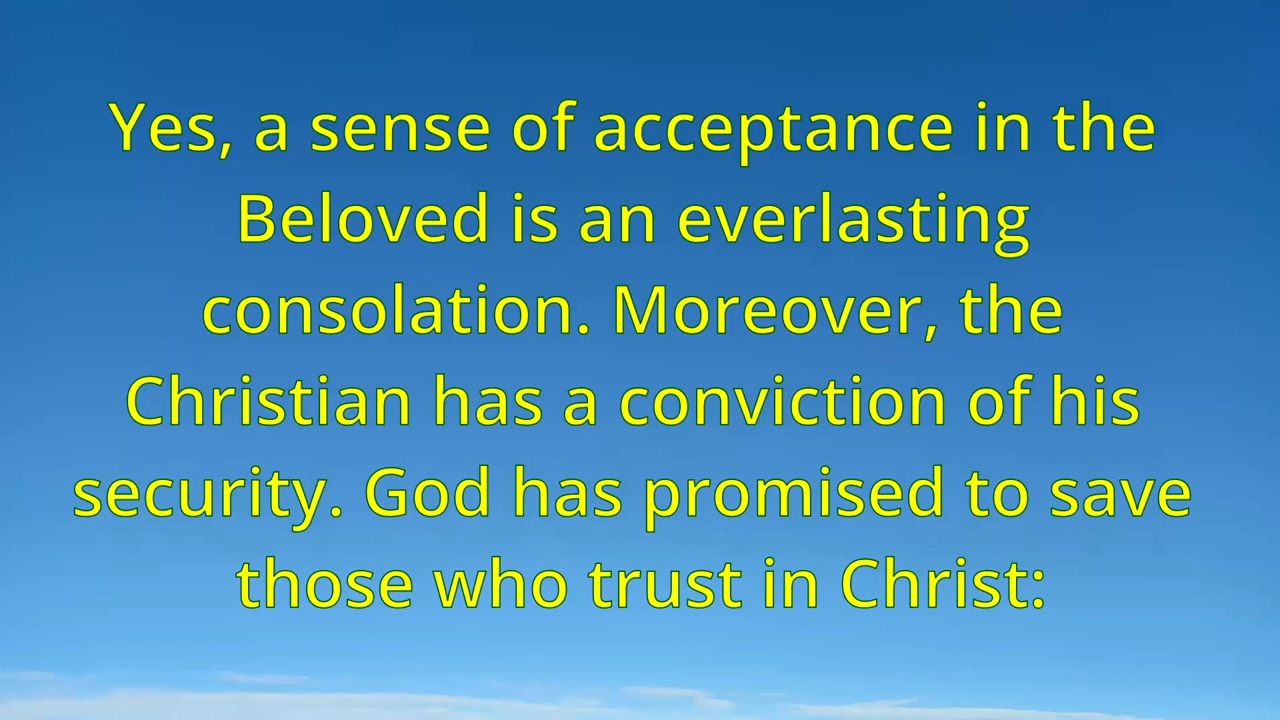 Yes, a sense of acceptance in the
Beloved is an everlasting
consolation. Moreover, the
Christian has a conviction of his
security. God has promised to save
those who trust in Christ: